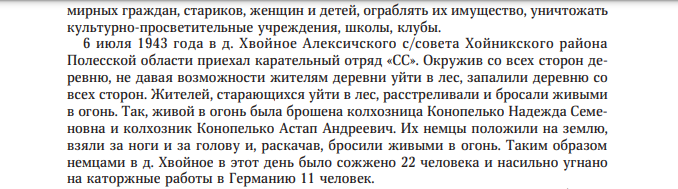 мирных граждан, стариков, женщин и детей, ограблять их имущество, уничтожать
культурно-просветительные учреждения, школы, клубы.
6 июля 1943 года в д. Хвойное Алексичского с/совета Хойникского района
Полесской области приехал карательный отряд «СС». Окружив со всех сторон де-
ревню, не давая возможности жителям деревни уйти в лес, запалили деревню со
всех сторон. Жителей, старающихся уйти в лес, расстреливали и бросали живыми
в огонь. Так, живой в огонь была брошена колхозница Конопелько Надежда Семе-
новна и колхозник Конопелько Астап Андреевич. Их немцы положили на землю,
взяли за ноги и за голову и, раскачав, бросили живыми в огонь. Таким образом
немцами в д. Хвойное в этот день было сожжено 22 человека и насильно угнано
на каторжные работы в Германию 11 человек.